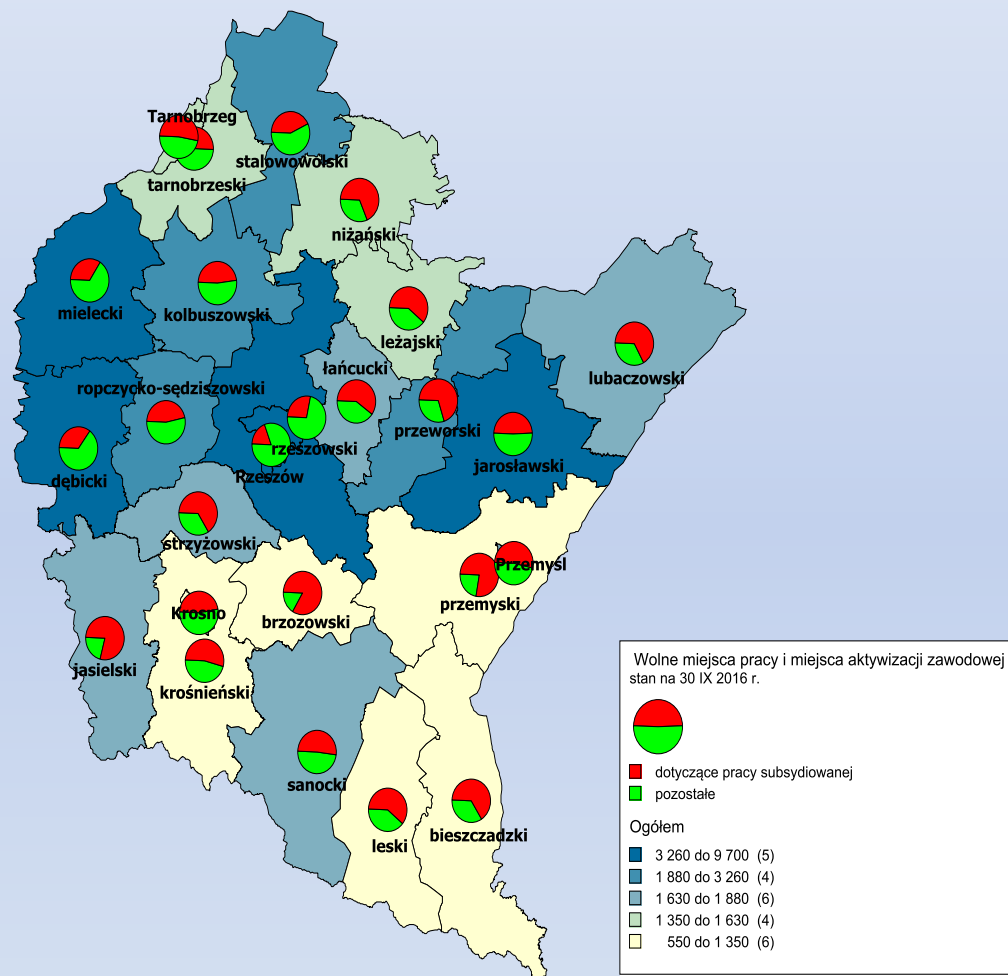 Tarnobrzeg
stalowowolski
tarnobrzeski
niżański
mielecki
kolbuszowski
leżajski
łańcucki
lubaczowski
ropczycko-sędziszowski
przeworski
rzeszowski
jarosławski
Rzeszów
dębicki
strzyżowski
Przemyśl
przemyski
Krosno
brzozowski
jasielski
krośnieński
sanocki
bieszczadzki
leski
Wolne miejsca pracy i miejsca aktywizacji zawodowej
stan na 30 IX 2016 r.
dotyczące pracy subsydiowanej
pozostałe
Ogółem
3 260 do 9 700 (5)
1 880 do 3 260 (4)
1 630 do 1 880 (6)
1 350 do 1 630 (4)
550 do 1 350 (6)